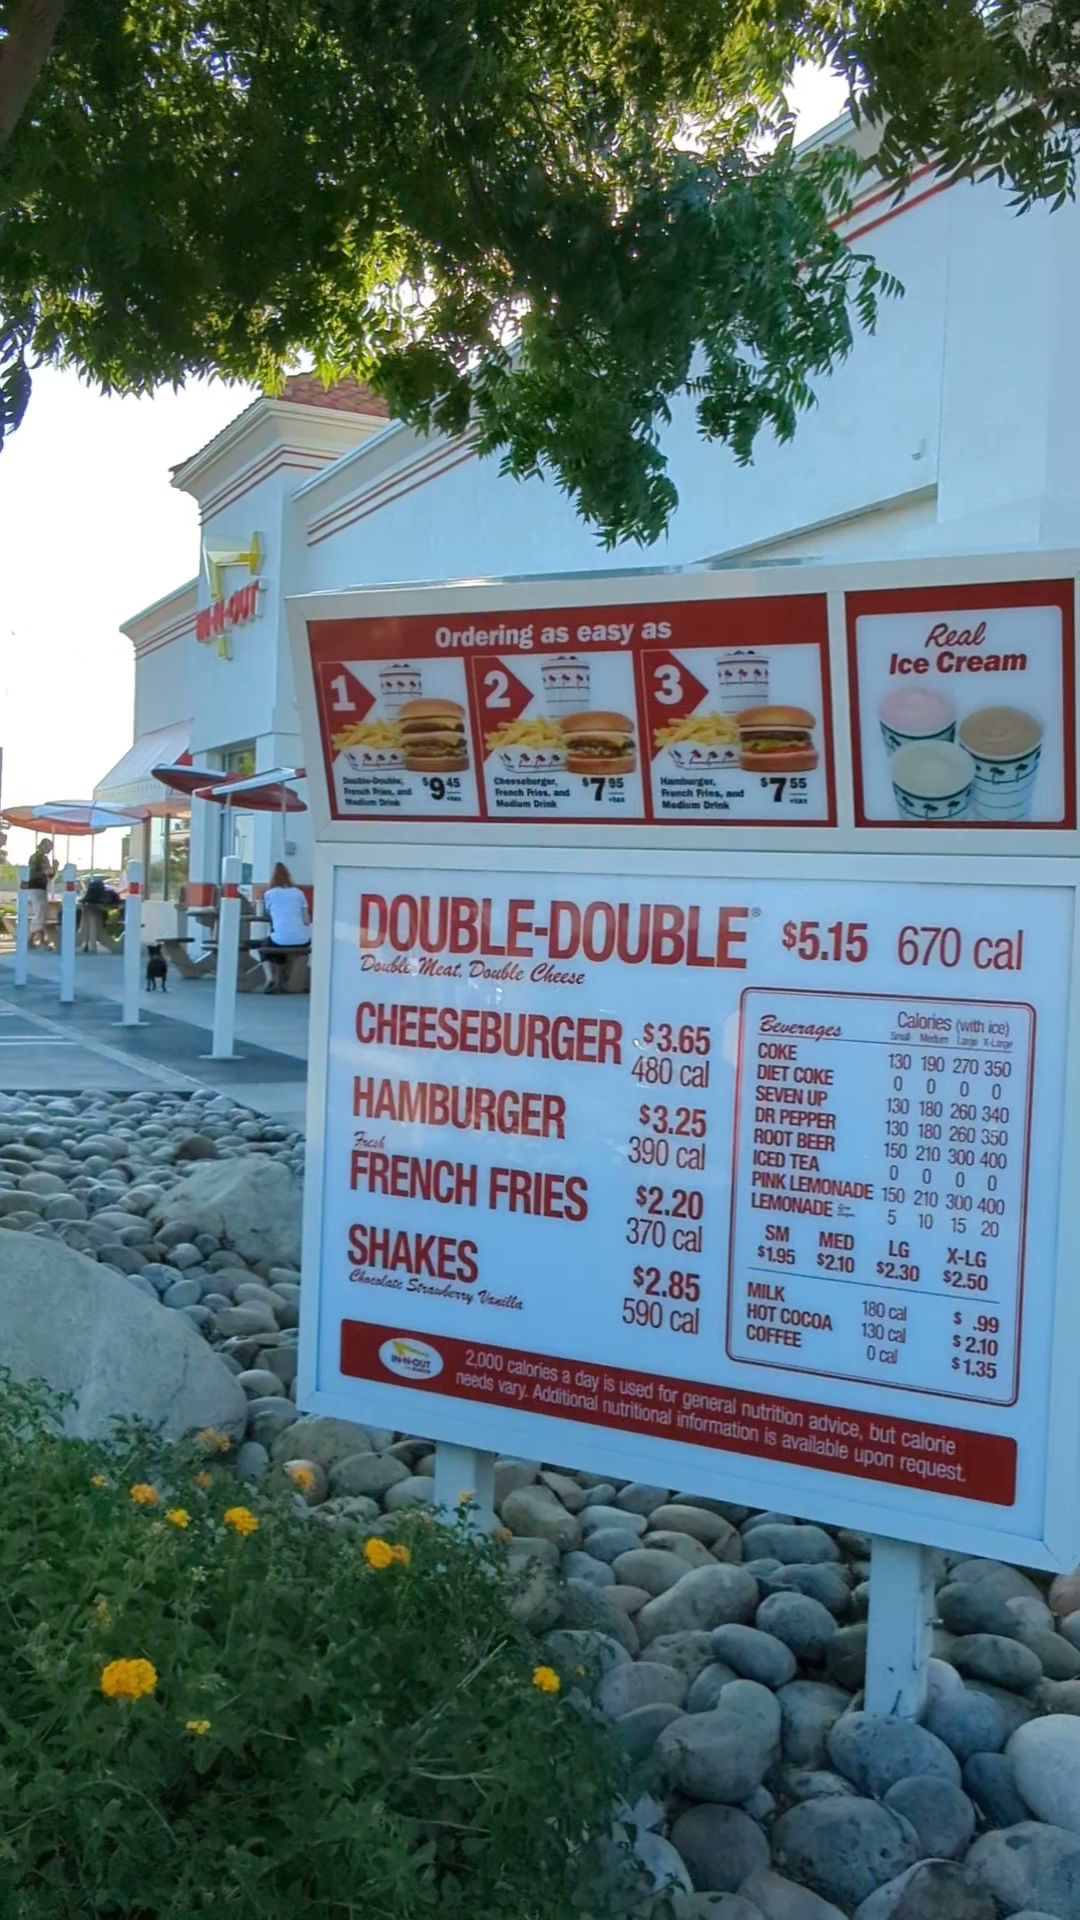 IN-N-OUT
Ordering as easy as
1
Double-Double,
French Fries, and
Medium Drink
$9.45
+tax
2
Cheeseburger,
French Fries, and
Medium Drink
$7.95
+tax
3
Hamburger,
French Fries, and
Medium Drink
$7.55
+tax
Real
Ice Cream
DOUBLE-DOUBLE® $5.15 670 cal
Double Meat, Double Cheese
CHEESEBURGER $3.65
480 cal
HAMBURGER $3.25
390 cal
Fresh
FRENCH FRIES $2.20
370 cal
SHAKES $2.85
Chocolate Strawberry Vanilla 590 cal
Beverages Calories (with ice)
Small Medium Large X-Large
COKE 130 190 270 350
DIET COKE 0 0 0 0
SEVEN UP 130 180 260 340
DR PEPPER 130 180 260 350
ROOT BEER 150 210 300 400
ICED TEA 0 0 0 0
PINK LEMONADE 150 210 300 400
LEMONADE 5 10 15 20
SM MED LG X-LG
$1.95 $2.10 $2.30 $2.50
MILK 180 cal $ .99
HOT COCOA 130 cal $2.10
COFFEE 0 cal $1.35
IN-N-OUT
BURGER
2,000 calories a day is used for general nutrition advice, but calorie
needs vary. Additional nutritional information is available upon request.